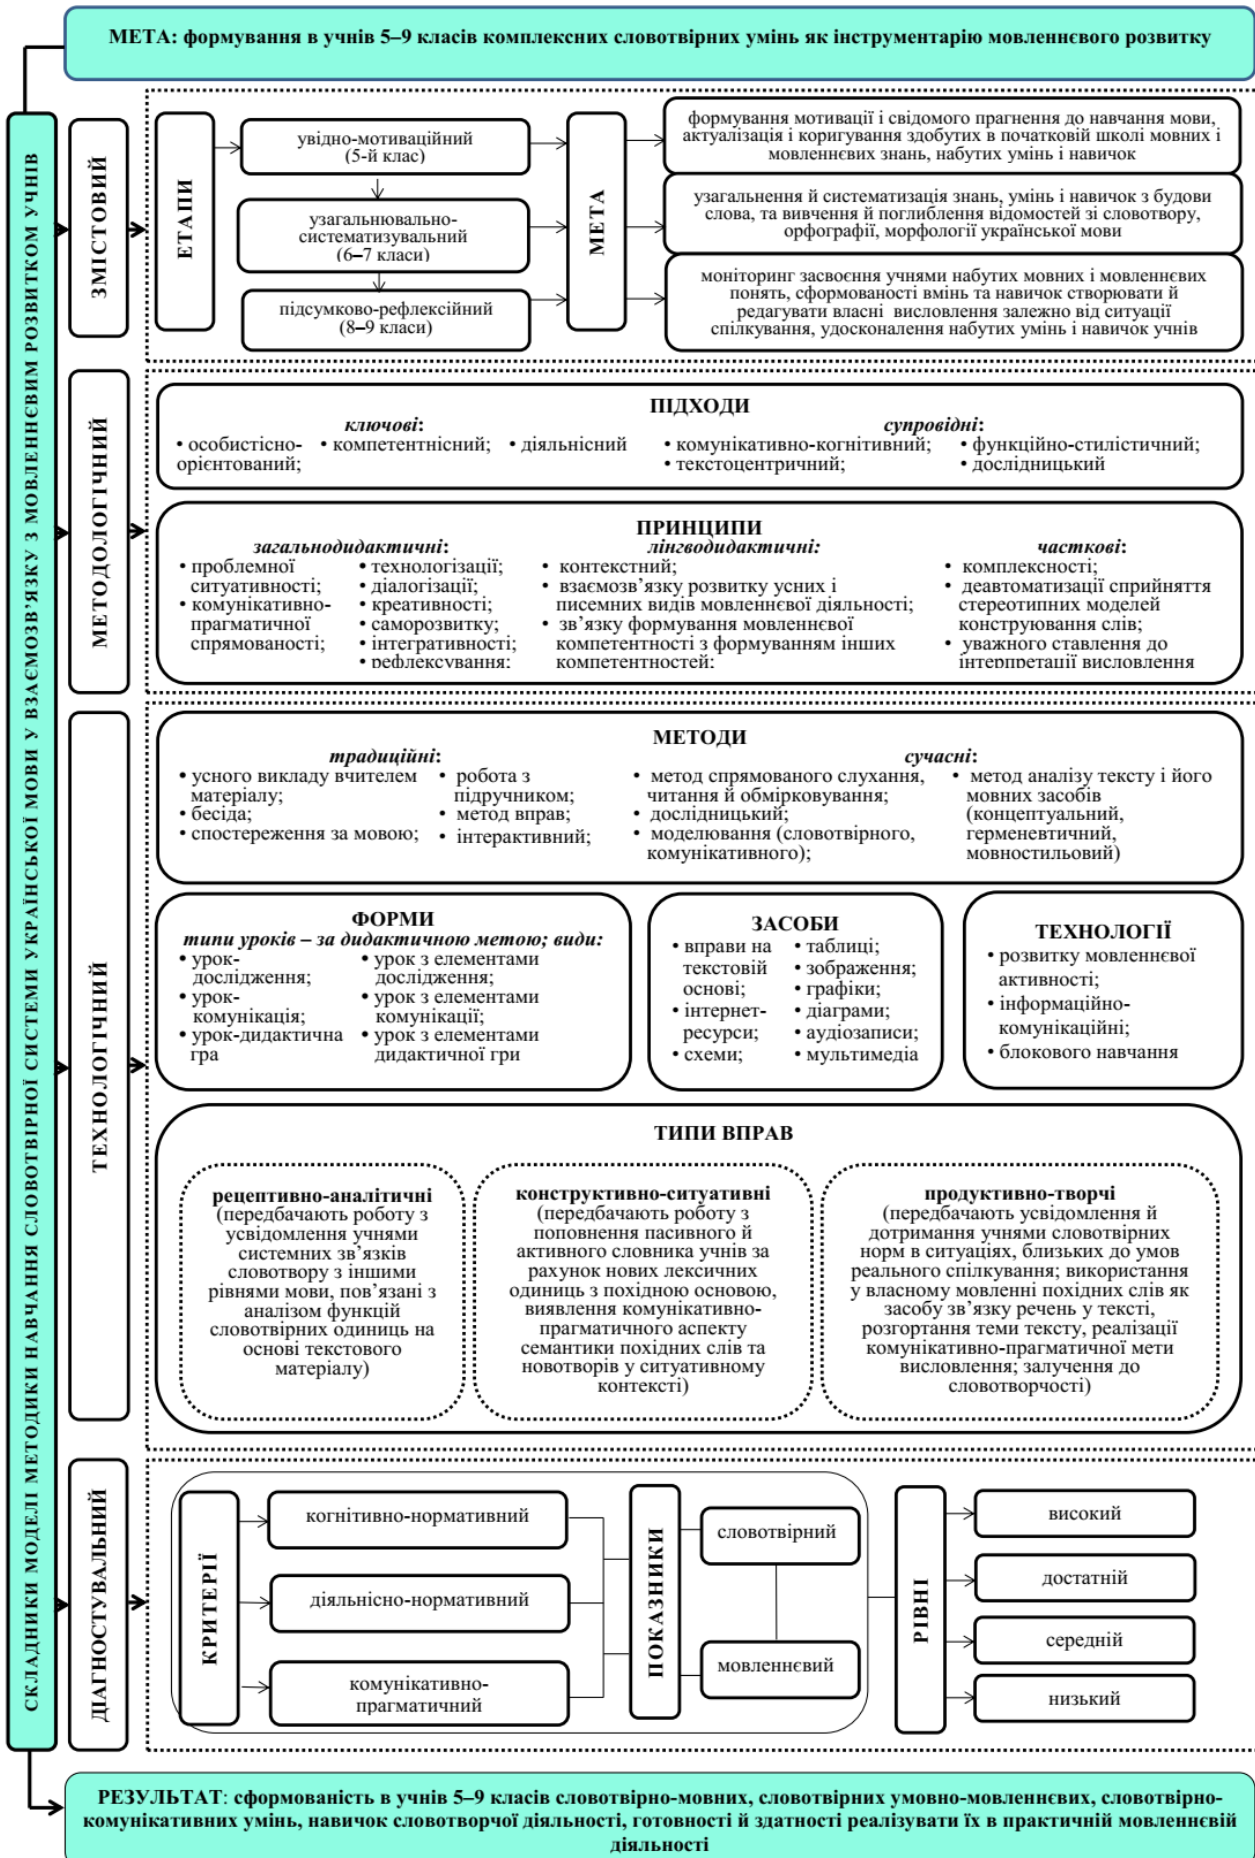 МЕТА: формування в учнів 5–9 класів комплексних словотвірних умінь як інструментарію мовленнєвого розвитку
СКЛАДНИКИ МОДЕЛІ МЕТОДИКИ НАВЧАННЯ СЛОВОТВІРНОЇ СИСТЕМИ УКРАЇНСЬКОЇ МОВИ У ВЗАЄМОЗВ'ЯЗКУ З МОВЛЕННЄВИМ РОЗВИТКОМ УЧНІВ
ЗМІСТОВИЙ
ЕТАПИ
увідно-мотиваційний
(5-й клас)
узагальнювально-
систематизувальний
(6–7 класи)
підсумково-рефлексійний
(8–9 класи)
МЕТА
формування мотивації і свідомого прагнення до навчання мови,
актуалізація і коригування здобутих в початковій школі мовних і
мовленнєвих знань, набутих умінь і навичок
узагальнення й систематизація знань, умінь і навичок з будови
слова, та вивчення й поглиблення відомостей зі словотвору,
орфографії, морфології української мови
моніторинг засвоєння учнями набутих мовних і мовленнєвих
понять, сформованості вмінь та навичок створювати й
редагувати власні висловлення залежно від ситуації
спілкування, удосконалення набутих умінь і навичок учнів
МЕТОДОЛОГІЧНИЙ
ПІДХОДИ
ключові:
• особистісно-
орієнтований;
• компетентнісний;
• діяльнісний
супровідні:
• комунікативно-когнітивний;
• текстоцентричний;
• функційно-стилістичний;
• дослідницький
ПРИНЦИПИ
загальнодидактичні:
• проблемної
ситуативності;
• комунікативно-
прагматичної
спрямованості;
• технологізації;
• діалогізації;
• креативності;
• саморозвитку;
• інтегративності;
• рефлексування;
лінгводидактичні:
• контекстний;
• взаємозв'язку розвитку усних і
писемних видів мовленнєвої діяльності;
• зв'язку формування мовленнєвої
компетентності з формуванням інших
компетентностей;
часткові:
• комплексності;
• деавтоматизації сприйняття
стереотипних моделей
конструювання слів;
• уважного ставлення до
інтерпретації висловлення
ТЕХНОЛОГІЧНИЙ
МЕТОДИ
традиційні:
• усного викладу вчителем
матеріалу;
• бесіда;
• спостереження за мовою;
• робота з
підручником;
• метод вправ;
• інтерактивний;
сучасні:
• метод спрямованого слухання,
читання й обмірковування;
• дослідницький;
• моделювання (словотвірного,
комунікативного);
• метод аналізу тексту і його
мовних засобів
(концептуальний,
герменевтичний,
мовностильовий)
ФОРМИ
типи уроків – за дидактичною метою; види:
• урок-
дослідження;
• урок-
комунікація;
• урок-дидактична
гра
• урок з елементами
дослідження;
• урок з елементами
комунікації;
• урок з елементами
дидактичної гри
ЗАСОБИ
• вправи на
текстовій
основі;
• інтернет-
ресурси;
• схеми;
• таблиці;
• зображення;
• графіки;
• діаграми;
• аудіозаписи;
• мультимедіа
ТЕХНОЛОГІЇ
• розвитку мовленнєвої
активності;
• інформаційно-
комунікаційні;
• блокового навчання
ТИПИ ВПРАВ
рецептивно-аналітичні
(передбачають роботу з
усвідомлення учнями
системних зв'язків
словотвору з іншими
рівнями мови, пов'язані з
аналізом функцій
словотвірних одиниць на
основі текстового
матеріалу)
конструктивно-ситуативні
(передбачають роботу з
поповнення пасивного й
активного словника учнів за
рахунок нових лексичних
одиниць з похідною основою,
виявлення комунікативно-
прагматичного аспекту
семантики похідних слів та
новотворів у ситуативному
контексті)
продуктивно-творчі
(передбачають усвідомлення й
дотримання учнями словотвірних
норм в ситуаціях, близьких до умов
реального спілкування; використання
у власному мовленні похідних слів як
засобу зв'язку речень у тексті,
розгортання теми тексту, реалізації
комунікативно-прагматичної мети
висловлення; залучення до
словотворчості)
ДІАГНОСТУВАЛЬНИЙ
КРИТЕРІЇ
когнітивно-нормативний
діяльнісно-нормативний
комунікативно-
прагматичний
ПОКАЗНИКИ
словотвірний
мовленнєвий
РІВНІ
високий
достатній
середній
низький
РЕЗУЛЬТАТ: сформованість в учнів 5–9 класів словотвірно-мовних, словотвірних умовно-мовленнєвих, словотвірно-
комунікативних умінь, навичок словотворчої діяльності, готовності й здатності реалізувати їх в практичній мовленнєвій
діяльності